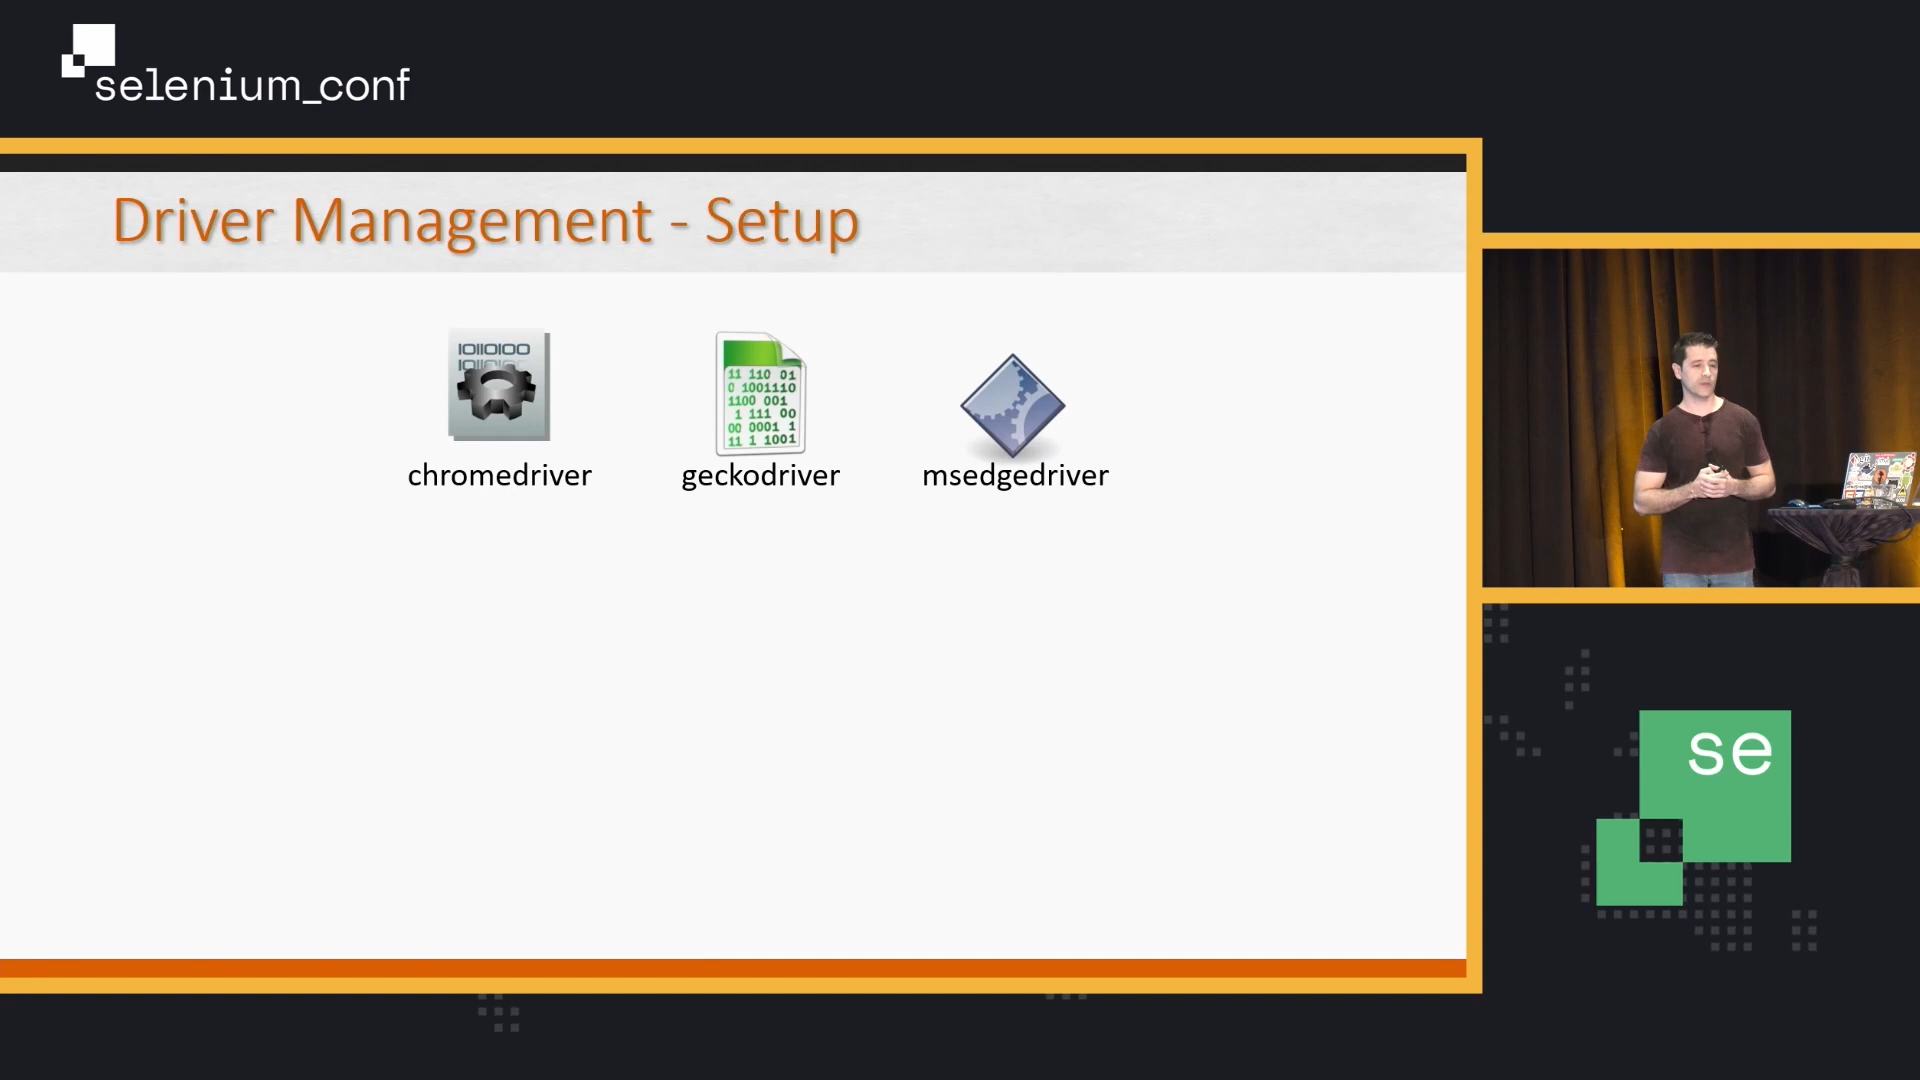 selenium_conf
Driver Management - Setup
10110100
chromedriver
11 110 01
0 1001110
1100 001
1 111 00
00 0001 1
11 1 1001
geckodriver
msedgedriver
se